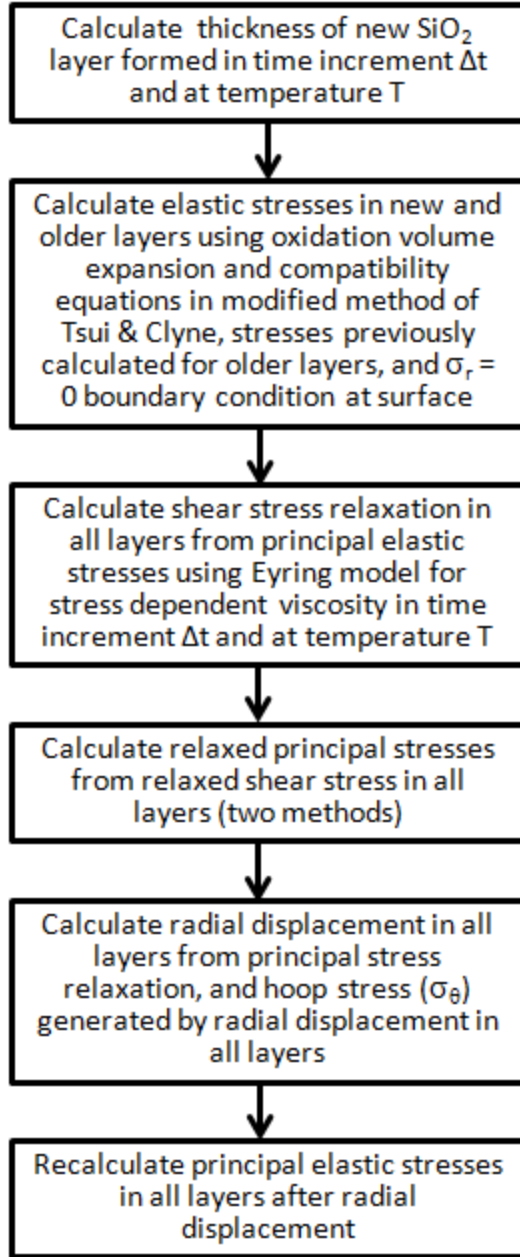 Calculate thickness of new SiO₂
layer formed in time increment Δt
and at temperature T
Calculate elastic stresses in new and
older layers using oxidation volume
expansion and compatibility
equations in modified method of
Tsui & Clyne, stresses previously
calculated for older layers, and σᵣ =
0 boundary condition at surface
Calculate shear stress relaxation in
all layers from principal elastic
stresses using Eyring model for
stress dependent viscosity in time
increment Δt and at temperature T
Calculate relaxed principal stresses
from relaxed shear stress in all
layers (two methods)
Calculate radial displacement in all
layers from principal stress
relaxation, and hoop stress (σ_θ)
generated by radial displacement in
all layers
Recalculate principal elastic stresses
in all layers after radial
displacement